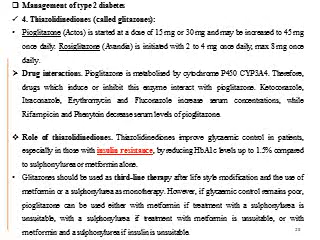 ❑ Management of type 2 diabetes
✓ 4. Thiazolidinediones (called glitazones):
• Pioglitazone (Actos) is started at a dose of 15 mg or 30 mg and may be increased to 45 mg
once daily. Rosiglitazone (Avandia) is initiated with 2 to 4 mg once daily, max 8 mg once
daily.
➢ Drug interactions. Pioglitazone is metabolised by cytochrome P450 CYP3A4. Therefore,
drugs which induce or inhibit this enzyme interact with pioglitazone. Ketoconazole,
Itraconazole, Erythromycin and Fluconazole increase serum concentrations, while
Rifampicin and Phenytoin decrease serum levels of pioglitazone.
❖ Role of thiazolidinediones. Thiazolidinediones improve glycaemic control in patients,
especially in those with insulin resistance, by reducing HbA1c levels up to 1.5% compared
to sulphonylurea or metformin alone.
• Glitazones should be used as third-line therapy after life style modification and the use of
metformin or a sulphonylurea as monotherapy. However, if glycaemic control remains poor,
pioglitazone can be used either with metformin if treatment with a sulphonylurea is
unsuitable, with a sulphonylurea if treatment with metformin is unsuitable, or with
metformin and a sulphonylurea if insulin is unsuitable.